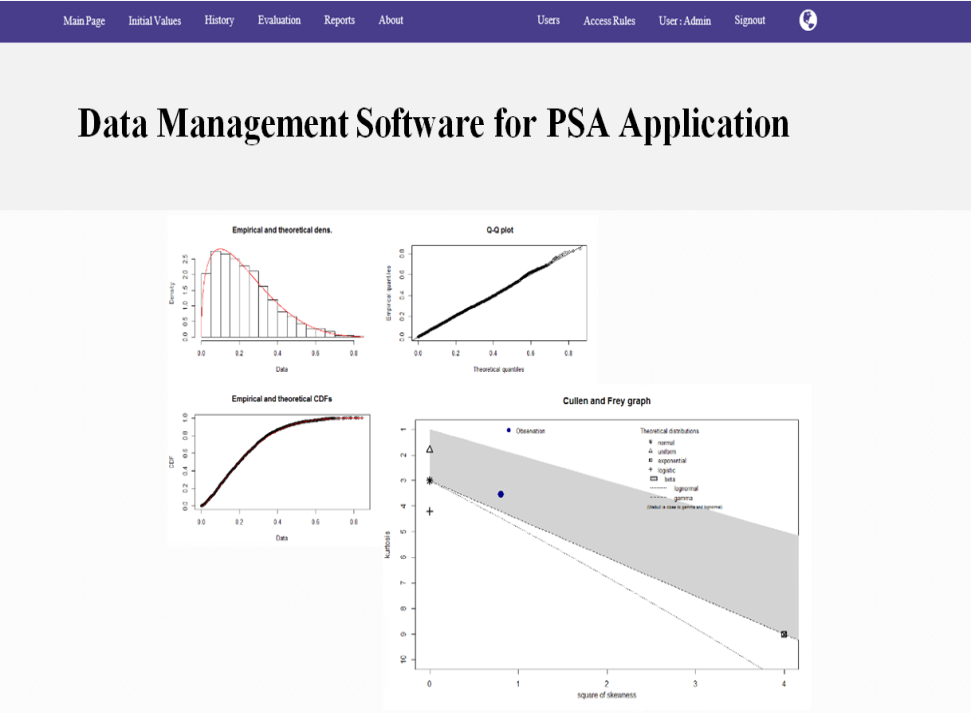 Main Page Initial Values History Evaluation Reports About Users Access Rules User : Admin Signout
Data Management Software for PSA Application
Empirical and theoretical dens.
Density
0.0 0.5 1.0 1.5 2.0 2.5
0.0 0.2 0.4 0.6 0.8
Data
Q-Q plot
Empirical quantiles
0.0 0.2 0.4 0.6 0.8
0.0 0.2 0.4 0.6 0.8
Theoretical quantiles
Empirical and theoretical CDFs
CDF
0.0 0.2 0.4 0.6 0.8 1.0
0.0 0.2 0.4 0.6 0.8
Data
Cullen and Frey graph
Observation
Theoretical distributions
normal
uniform
exponential
logistic
beta
lognormal
gamma
(Weibull is close to gamma and lognormal)
kurtosis
1 2 3 4 5 6 7 8 9 10
0 1 2 3 4
square of skewness